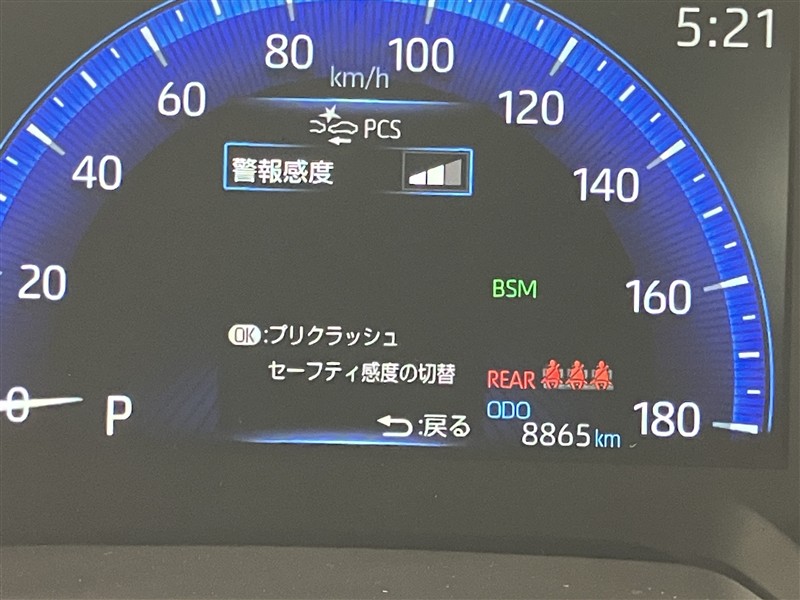 5:21
80
100
km/h
60
120
PCS
40
警報感度
140
20
BSM
160
OK:プリクラッシュ
セーフティ感度の切替
REAR
0
P
ODO
:戻る
8865km
180